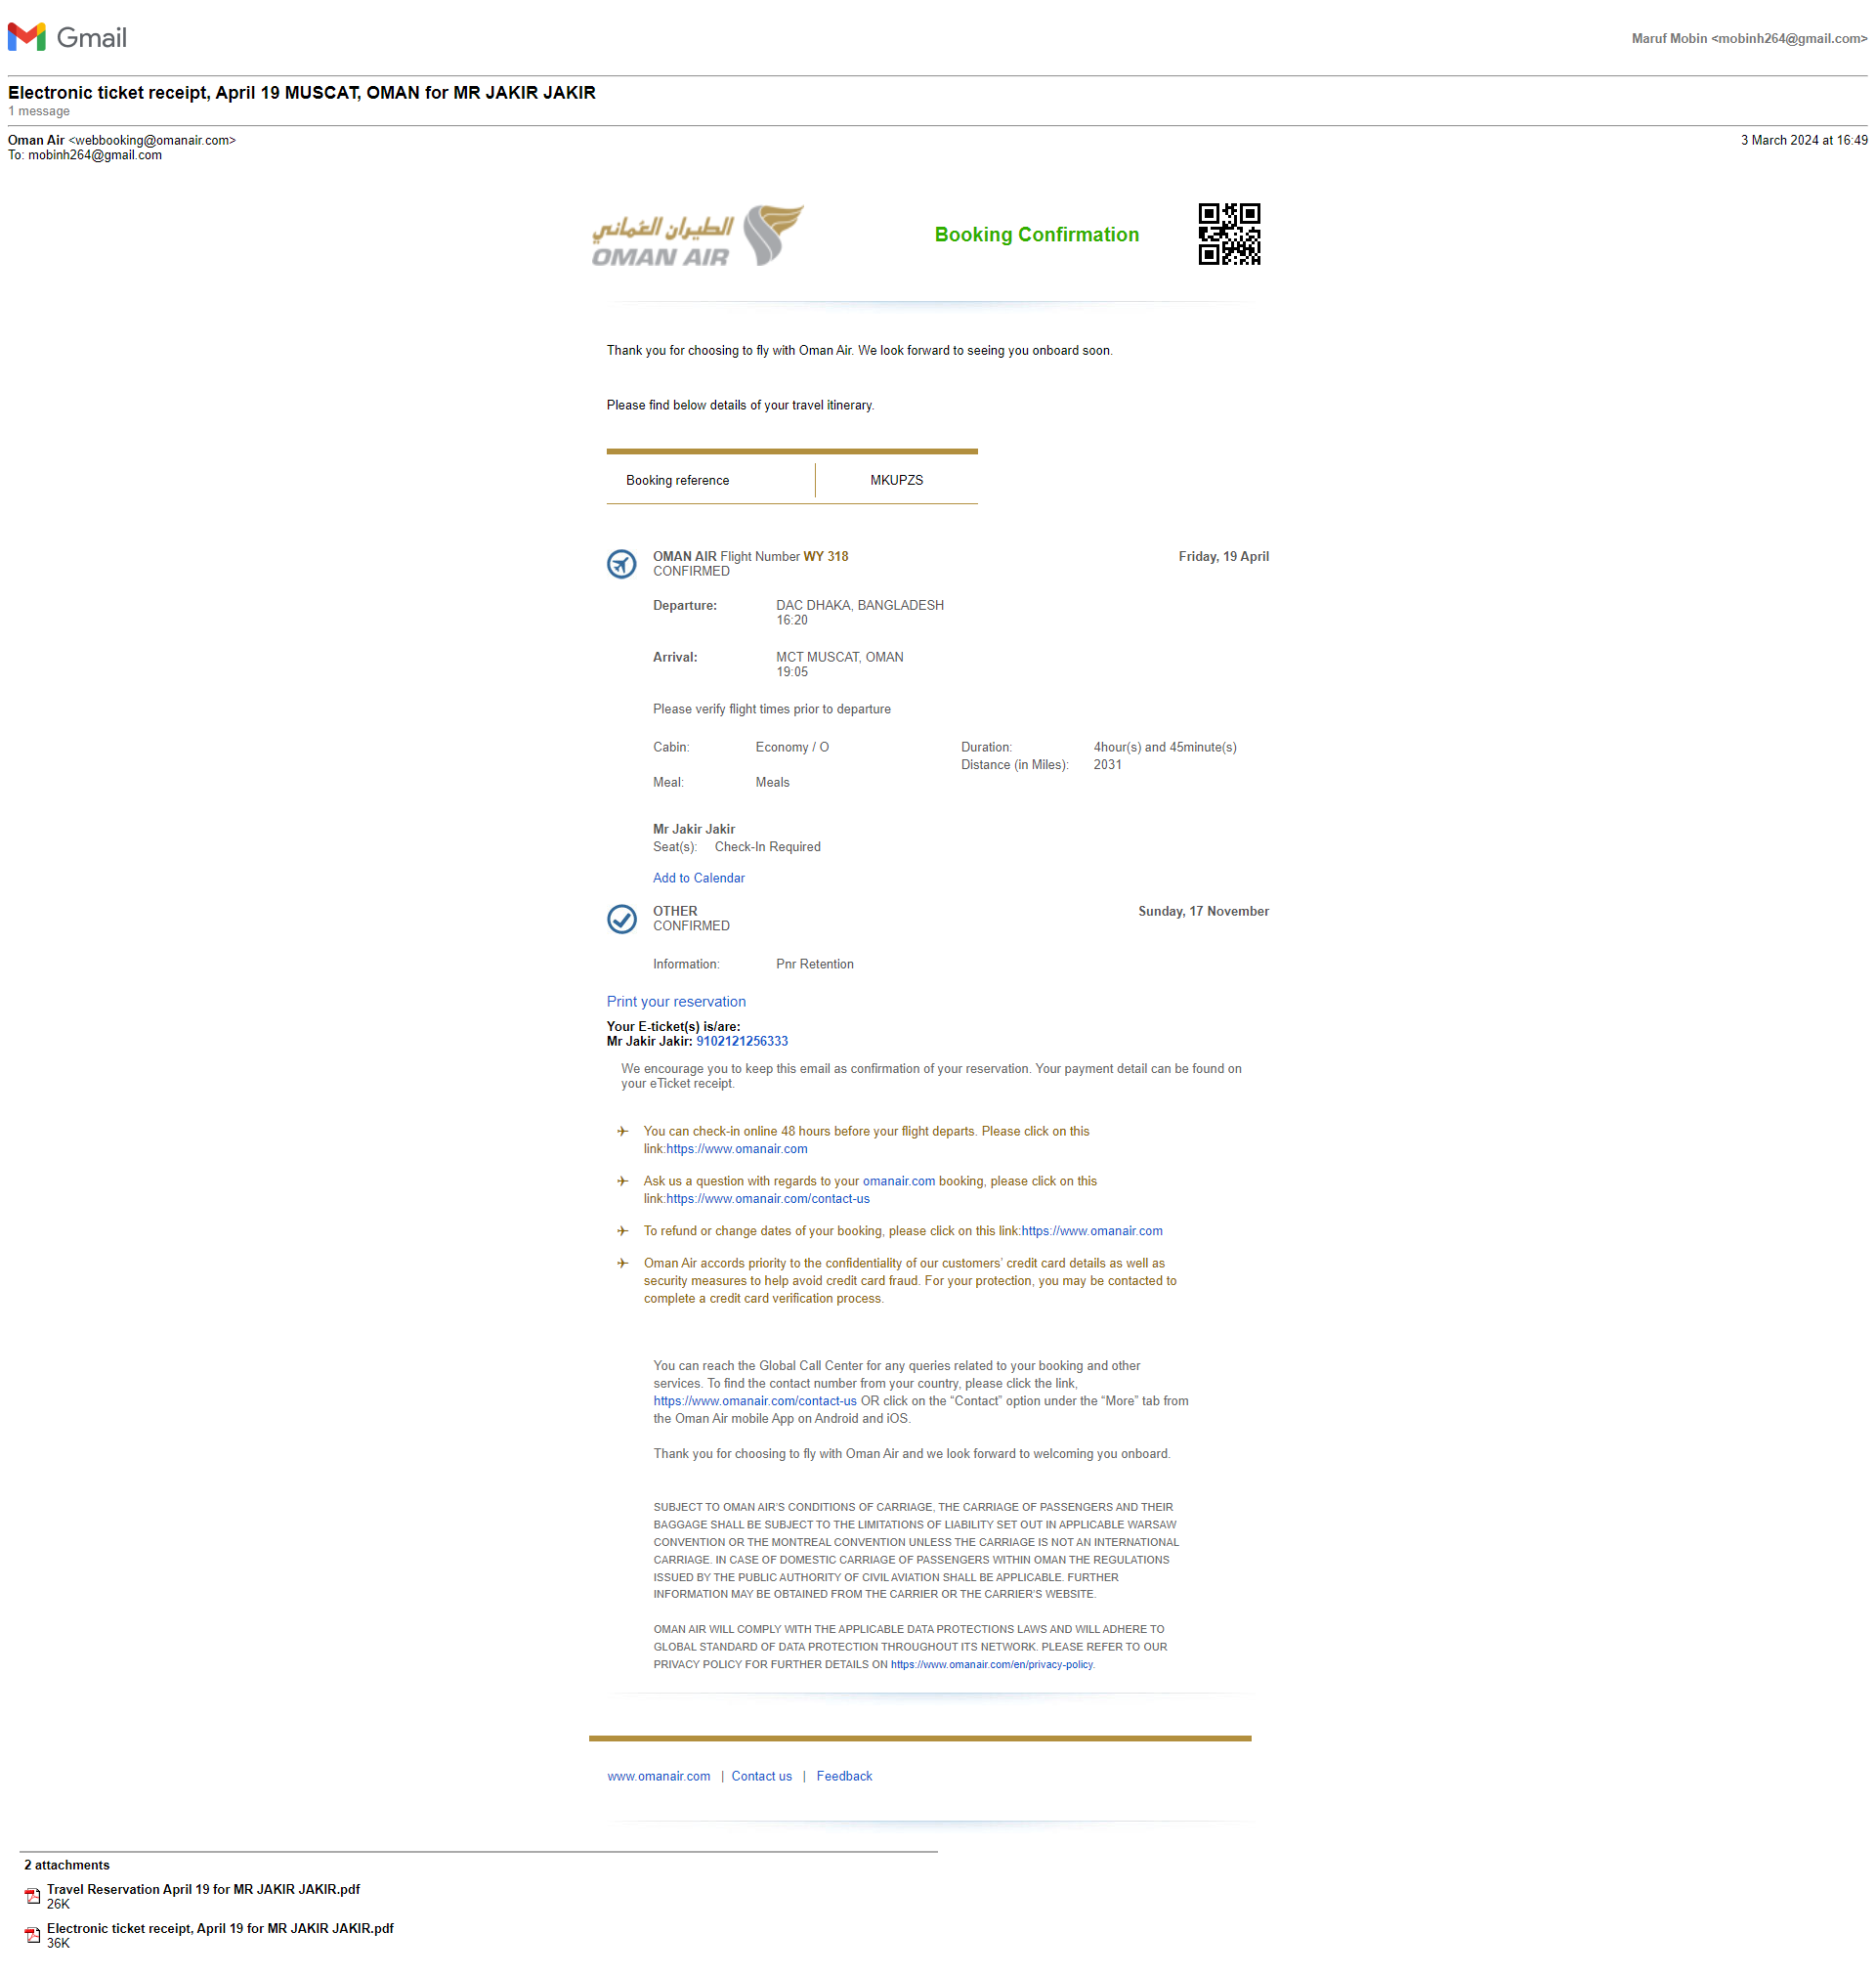 Gmail
Maruf Mobin <mobinh264@gmail.com>
Electronic ticket receipt, April 19 MUSCAT, OMAN for MR JAKIR JAKIR
1 message
Oman Air <webbooking@omanair.com>
3 March 2024 at 16:49
To: mobinh264@gmail.com
الطيران العُماني
OMAN AIR
Booking Confirmation
Thank you for choosing to fly with Oman Air. We look forward to seeing you onboard soon.
Please find below details of your travel itinerary.
Booking reference MKUPZS
OMAN AIR Flight Number WY 318 Friday, 19 April
CONFIRMED
Departure: DAC DHAKA, BANGLADESH
16:20
Arrival: MCT MUSCAT, OMAN
19:05
Please verify flight times prior to departure
Cabin: Economy / O Duration: 4hour(s) and 45minute(s)
Distance (in Miles): 2031
Meal: Meals
Mr Jakir Jakir
Seat(s): Check-In Required
Add to Calendar
OTHER Sunday, 17 November
CONFIRMED
Information: Pnr Retention
Print your reservation
Your E-ticket(s) is/are:
Mr Jakir Jakir: 9102121256333
We encourage you to keep this email as confirmation of your reservation. Your payment detail can be found on
your eTicket receipt.
You can check-in online 48 hours before your flight departs. Please click on this
link:https://www.omanair.com
Ask us a question with regards to your omanair.com booking, please click on this
link:https://www.omanair.com/contact-us
To refund or change dates of your booking, please click on this link:https://www.omanair.com
Oman Air accords priority to the confidentiality of our customers’ credit card details as well as
security measures to help avoid credit card fraud. For your protection, you may be contacted to
complete a credit card verification process.
You can reach the Global Call Center for any queries related to your booking and other
services. To find the contact number from your country, please click the link,
https://www.omanair.com/contact-us OR click on the “Contact” option under the “More” tab from
the Oman Air mobile App on Android and iOS.
Thank you for choosing to fly with Oman Air and we look forward to welcoming you onboard.
SUBJECT TO OMAN AIR’S CONDITIONS OF CARRIAGE, THE CARRIAGE OF PASSENGERS AND THEIR
BAGGAGE SHALL BE SUBJECT TO THE LIMITATIONS OF LIABILITY SET OUT IN APPLICABLE WARSAW
CONVENTION OR THE MONTREAL CONVENTION UNLESS THE CARRIAGE IS NOT AN INTERNATIONAL
CARRIAGE. IN CASE OF DOMESTIC CARRIAGE OF PASSENGERS WITHIN OMAN THE REGULATIONS
ISSUED BY THE PUBLIC AUTHORITY OF CIVIL AVIATION SHALL BE APPLICABLE. FURTHER
INFORMATION MAY BE OBTAINED FROM THE CARRIER OR THE CARRIER’S WEBSITE.
OMAN AIR WILL COMPLY WITH THE APPLICABLE DATA PROTECTIONS LAWS AND WILL ADHERE TO
GLOBAL STANDARD OF DATA PROTECTION THROUGHOUT ITS NETWORK. PLEASE REFER TO OUR
PRIVACY POLICY FOR FURTHER DETAILS ON https://www.omanair.com/en/privacy-policy.
www.omanair.com | Contact us | Feedback
2 attachments
Travel Reservation April 19 for MR JAKIR JAKIR.pdf
26K
Electronic ticket receipt, April 19 for MR JAKIR JAKIR.pdf
36K